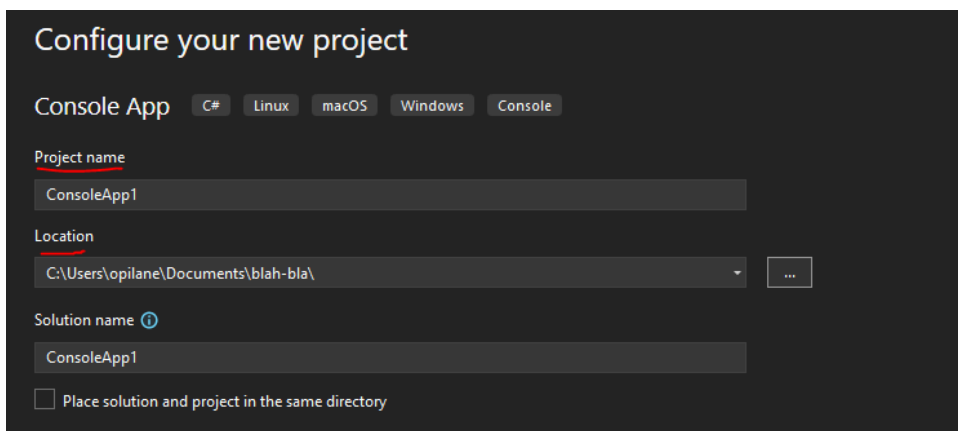 Configure your new project
Console App C# Linux macOS Windows Console
Project name
ConsoleApp1
Location
C:\Users\opilane\Documents\blah-bla\
...
Solution name
ConsoleApp1
Place solution and project in the same directory